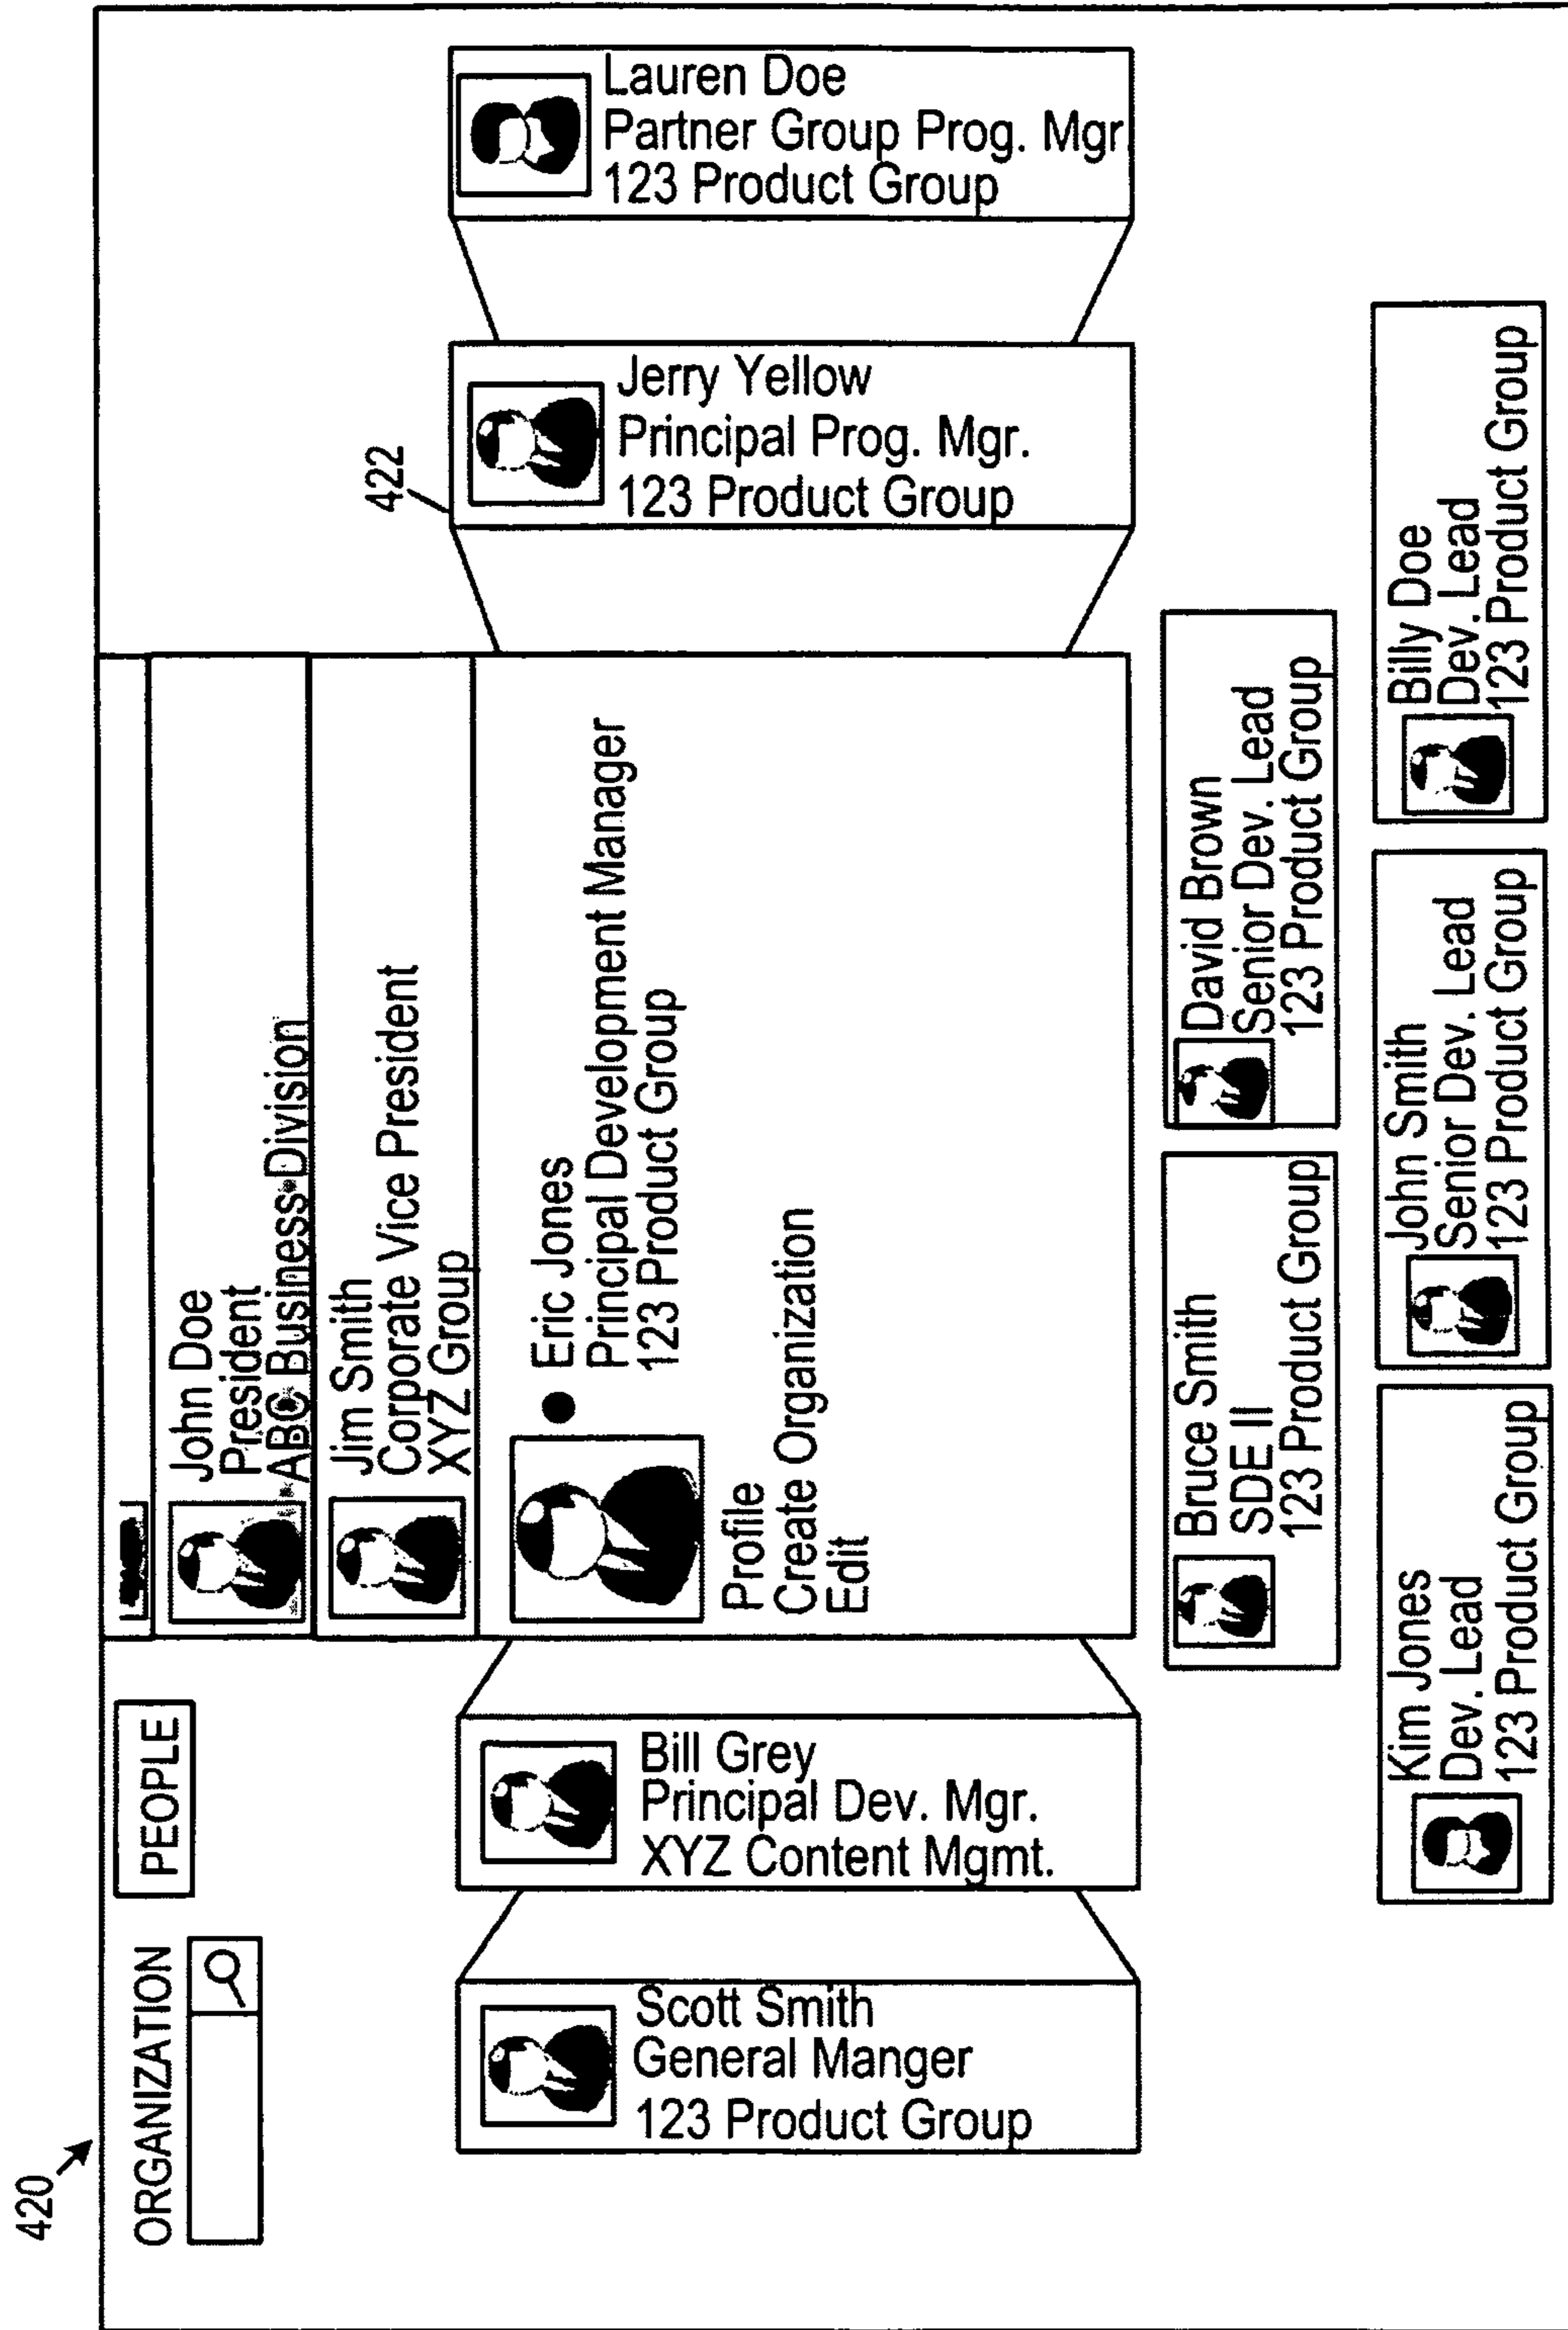 420
ORGANIZATION
PEOPLE
John Doe
President
ABC Business Division
Jim Smith
Corporate Vice President
XYZ Group
Scott Smith
General Manger
123 Product Group
Bill Grey
Principal Dev. Mgr.
XYZ Content Mgmt.
Eric Jones
Principal Development Manager
123 Product Group
Profile
Create Organization
Edit
422
Jerry Yellow
Principal Prog. Mgr.
123 Product Group
Lauren Doe
Partner Group Prog. Mgr
123 Product Group
Bruce Smith
SDE II
123 Product Group
David Brown
Senior Dev. Lead
123 Product Group
Kim Jones
Dev. Lead
123 Product Group
John Smith
Senior Dev. Lead
123 Product Group
Billy Doe
Dev. Lead
123 Product Group